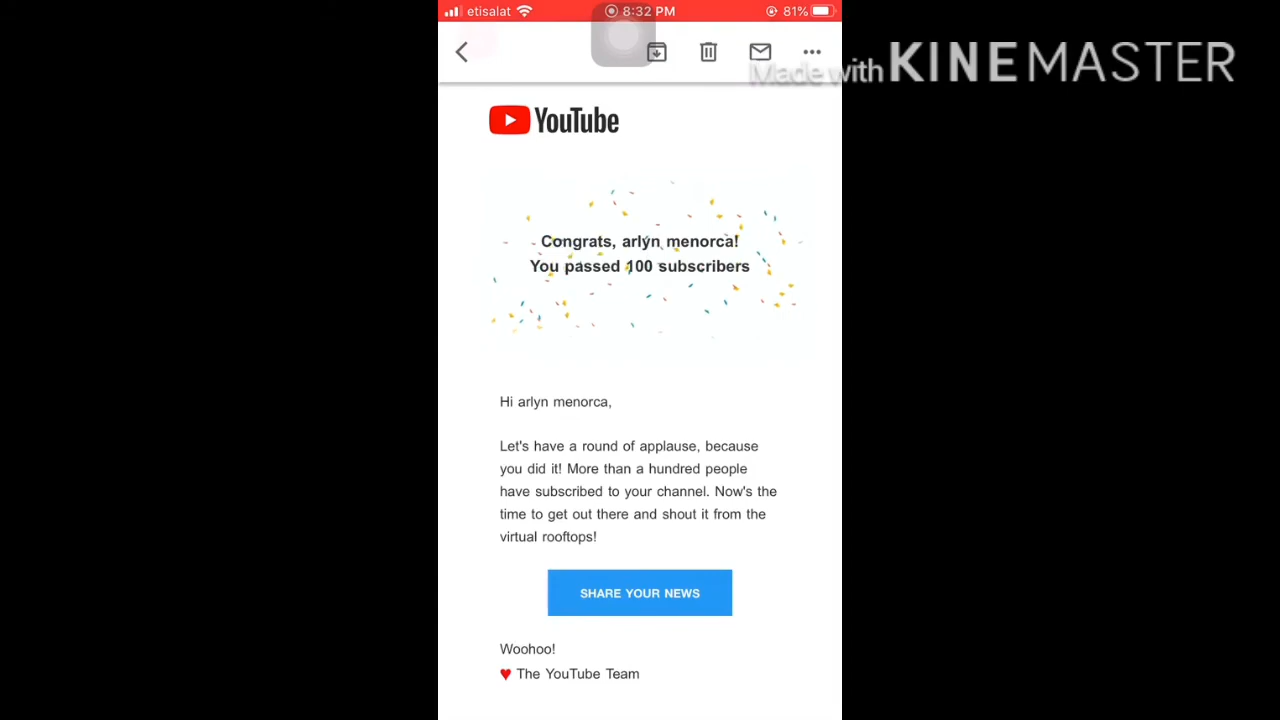 etisalat 8:32 PM 81%
Made with KINEMASTER
YouTube
Congrats, arlyn menorca!
You passed 100 subscribers
Hi arlyn menorca,
Let's have a round of applause, because
you did it! More than a hundred people
have subscribed to your channel. Now's the
time to get out there and shout it from the
virtual rooftops!
SHARE YOUR NEWS
Woohoo!
♥ The YouTube Team